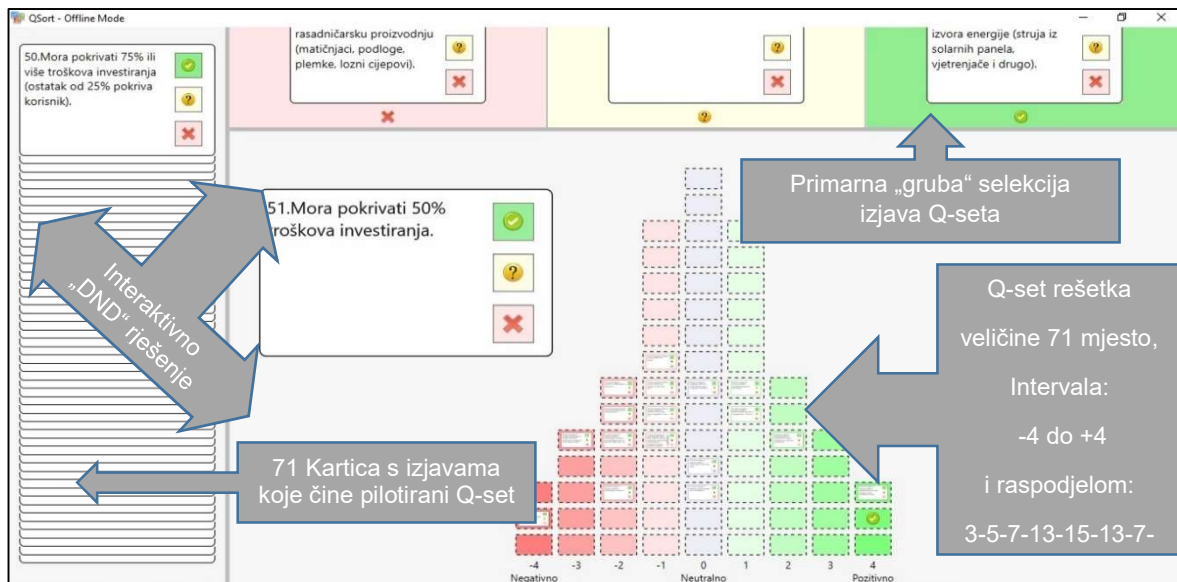 QSort - Offline Mode
50.Mora pokrivati 75% ili
više troškova investiranja
(ostatak od 25% pokriva
korisnik).
rasadničarsku proizvodnju
(matičnjaci, podloge,
plemke, lozni cijepovi).
izvora energije (struja iz
solarnih panela,
vjetrenjače i drugo).
Primarna „gruba“ selekcija
izjava Q-seta
51.Mora pokrivati 50%
troškova investiranja.
Interaktivno
„DND“ rješenje
Q-set rešetka
veličine 71 mjesto,
Intervala:
-4 do +4
i raspodjelom:
3-5-7-13-15-13-7-
71 Kartica s izjavama
koje čine pilotirani Q-set
-4 -3 -2 -1 0 1 2 3 4
Negativno Neutralno Pozitivno